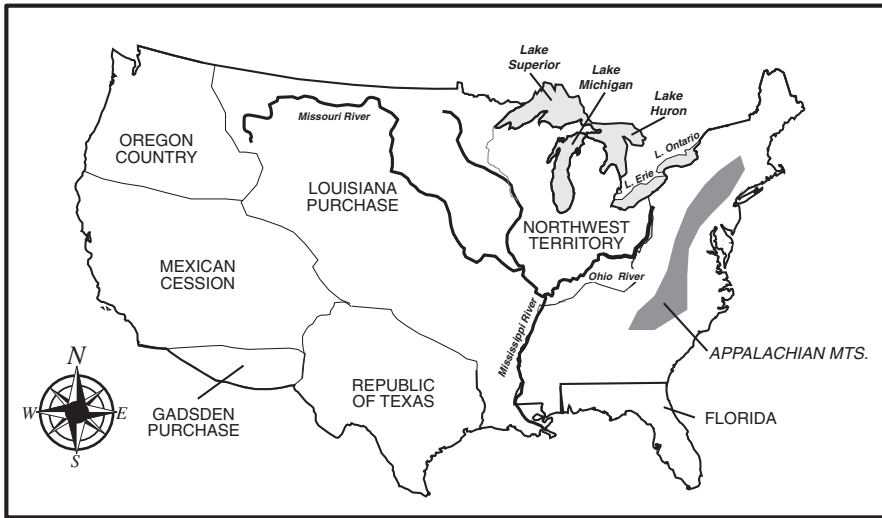 Lake
Superior
Lake
Michigan
Lake
Huron
Missouri River
L. Ontario
L. Erie
OREGON
COUNTRY
LOUISIANA
PURCHASE
NORTHWEST
TERRITORY
MEXICAN
CESSION
Ohio River
Mississippi River
APPALACHIAN MTS.
N
W
E
S
GADSDEN
PURCHASE
REPUBLIC
OF TEXAS
FLORIDA